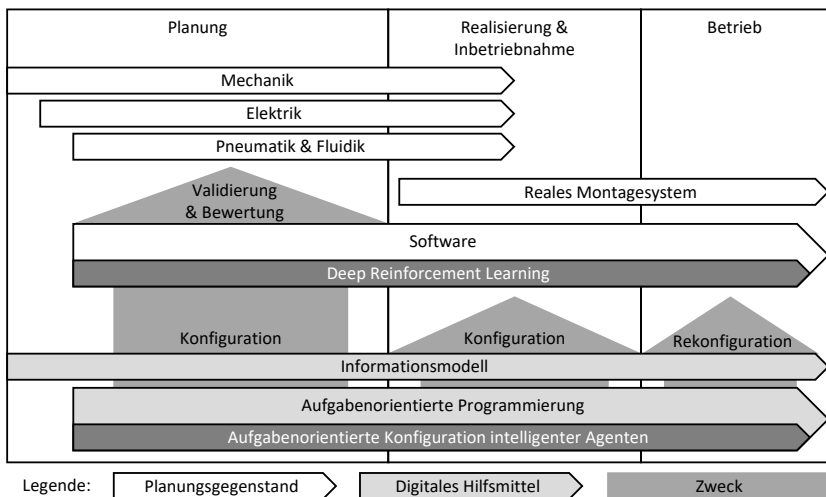 Planung
Realisierung &
Inbetriebnahme
Betrieb
Mechanik
Elektrik
Pneumatik & Fluidik
Validierung
& Bewertung
Reales Montagesystem
Software
Deep Reinforcement Learning
Konfiguration
Konfiguration
Rekonfiguration
Informationsmodell
Aufgabenorientierte Programmierung
Aufgabenorientierte Konfiguration intelligenter Agenten
Legende:
Planungsgegenstand
Digitales Hilfsmittel
Zweck